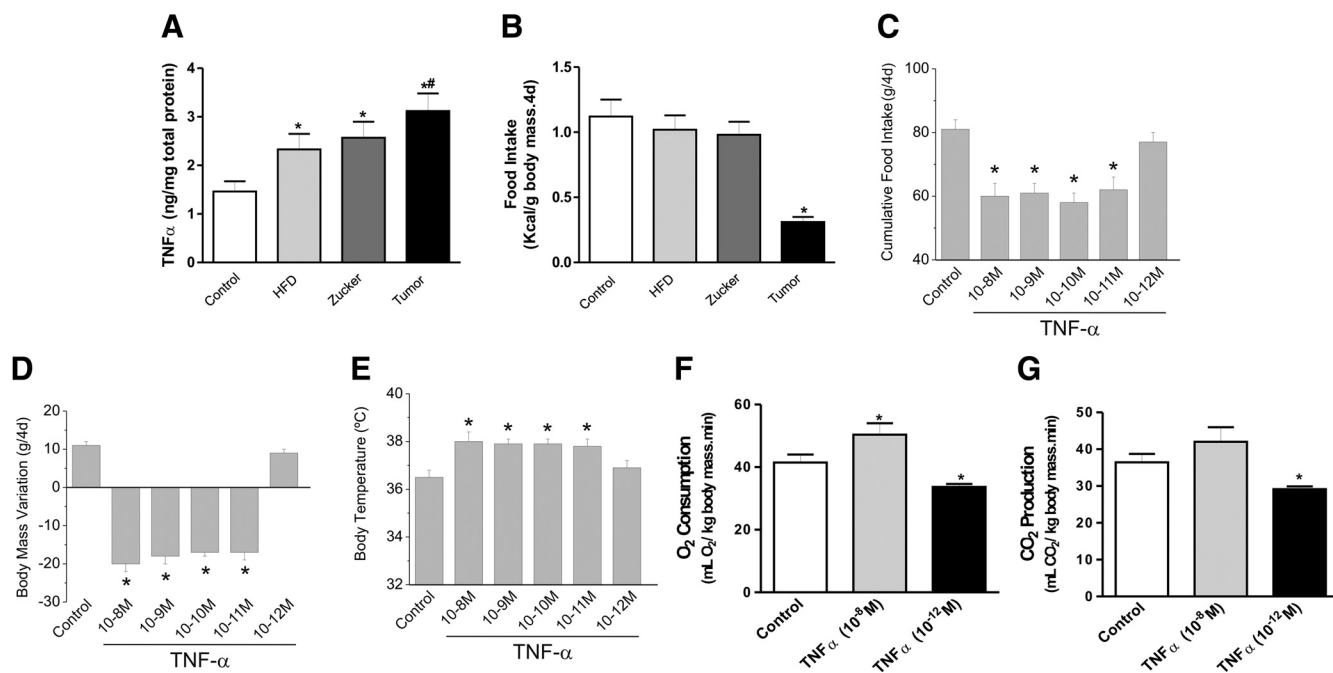 A
TNFα (ng/mg total protein)
4
3
2
1
0
*
*
*#
Control
HFD
Zucker
Tumor
B
Food Intake
(Kcal/g body mass.4d)
1.5
1.0
0.5
0.0
*
Control
HFD
Zucker
Tumor
C
Cumulative Food Intake (g/4d)
100
80
60
40
* * * *
Control
10-8M
10-9M
10-10M
10-11M
10-12M
TNF-α
D
Body Mass Variation (g/4d)
20
10
0
-10
-20
-30
* * * *
Control
10-8M
10-9M
10-10M
10-11M
10-12M
TNF-α
E
Body Temperature (ºC)
40
38
36
34
32
* * * *
Control
10-8M
10-9M
10-10M
10-11M
10-12M
TNF-α
F
O₂ Consumption
(mL O₂/ kg body mass.min)
60
40
20
0
*
*
Control
TNFα (10⁻⁸M)
TNFα (10⁻¹²M)
G
CO₂ Production
(mL CO₂/ kg body mass.min)
50
40
30
20
10
0
*
Control
TNFα (10⁻⁸M)
TNFα (10⁻¹²M)